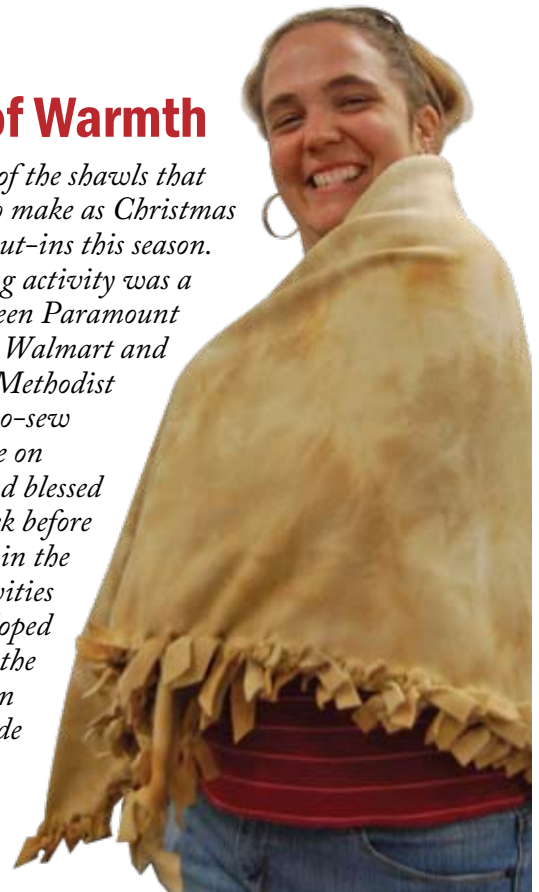 of Warmth
of the shawls that
make as Christmas
ut-ins this season.
g activity was a
een Paramount
Walmart and
Methodist
o-sew
e on
d blessed
k before
in the
vities
oped
the
n
de